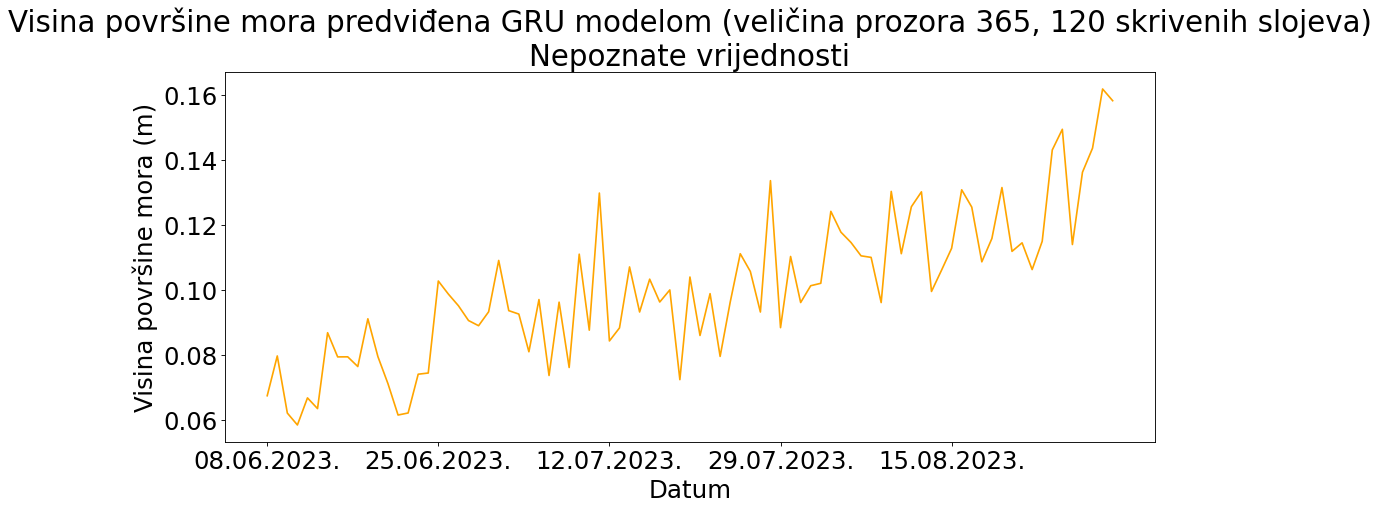 Visina površine mora predviđena GRU modelom (veličina prozora 365, 120 skrivenih slojeva)
Nepoznate vrijednosti
Visina površine mora (m)
0.16
0.14
0.12
0.10
0.08
0.06
08.06.2023. 25.06.2023. 12.07.2023. 29.07.2023. 15.08.2023.
Datum